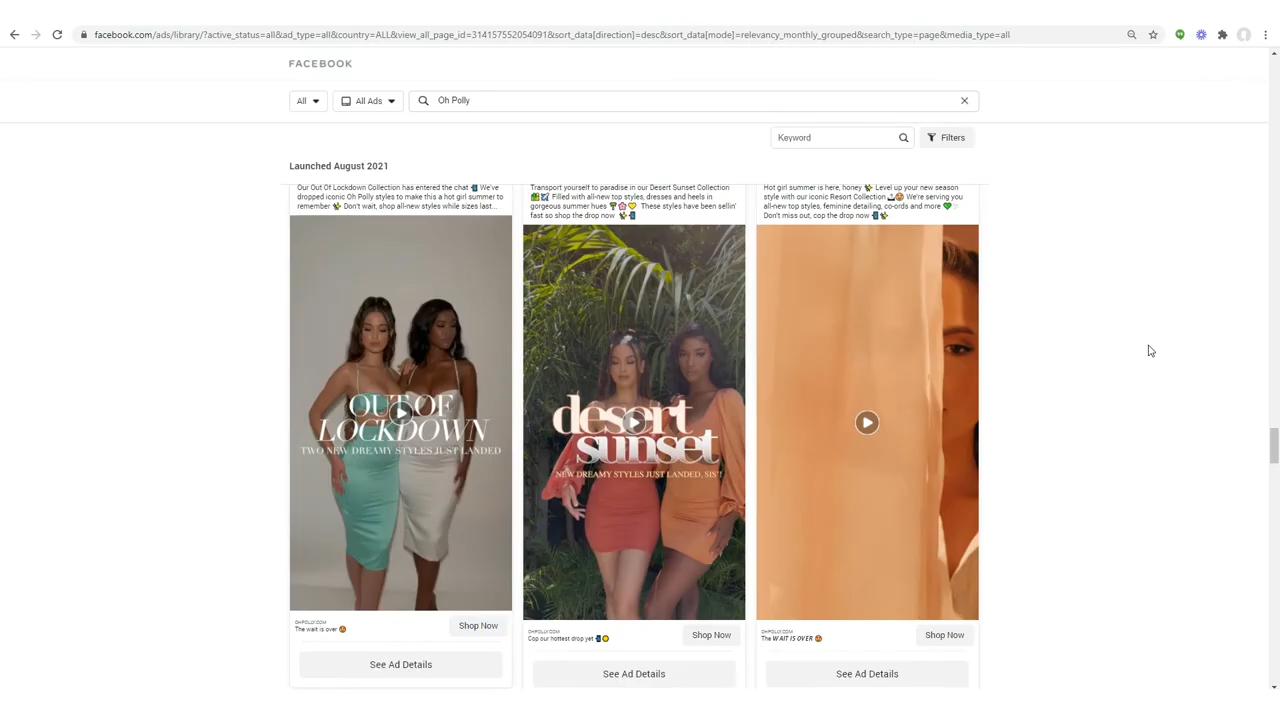 facebook.com/ads/library/?active_status=all&ad_type=all&country=ALL&view_all_page_id=314157552054091&sort_data[direction]=desc&sort_data[mode]=relevancy_monthly_grouped&search_type=page&media_type=all
FACEBOOK
All
All Ads
Oh Polly
Keyword
Filters
Launched August 2021
Our Out Of Lockdown Collection has entered the chat 📲 We've
dropped iconic Oh Polly styles to make this a hot girl summer to
remember ✨ Don't wait, shop all-new styles while sizes last...
OUT OF
LOCKDOWN
TWO NEW DREAMY STYLES JUST LANDED
OHPOLLY.COM
The wait is over 😍
Shop Now
See Ad Details
Transport yourself to paradise in our Desert Sunset Collection
Filled with all-new top styles, dresses and heels in
gorgeous summer hues 🌴🌸💛 These styles have been sellin'
fast so shop the drop now ✨📲
desert
sunset
NEW DREAMY STYLES JUST LANDED, SIS'!
OHPOLLY.COM
Cop our hottest drop yet
Shop Now
See Ad Details
Hot girl summer is here, honey ✨ Level up your new season
style with our iconic Resort Collection We're serving you
all-new top styles, feminine detailing, co-ords and more 💚
Don't miss out, cop the drop now 📲✨
OHPOLLY.COM
The WAIT IS OVER 😍
Shop Now
See Ad Details